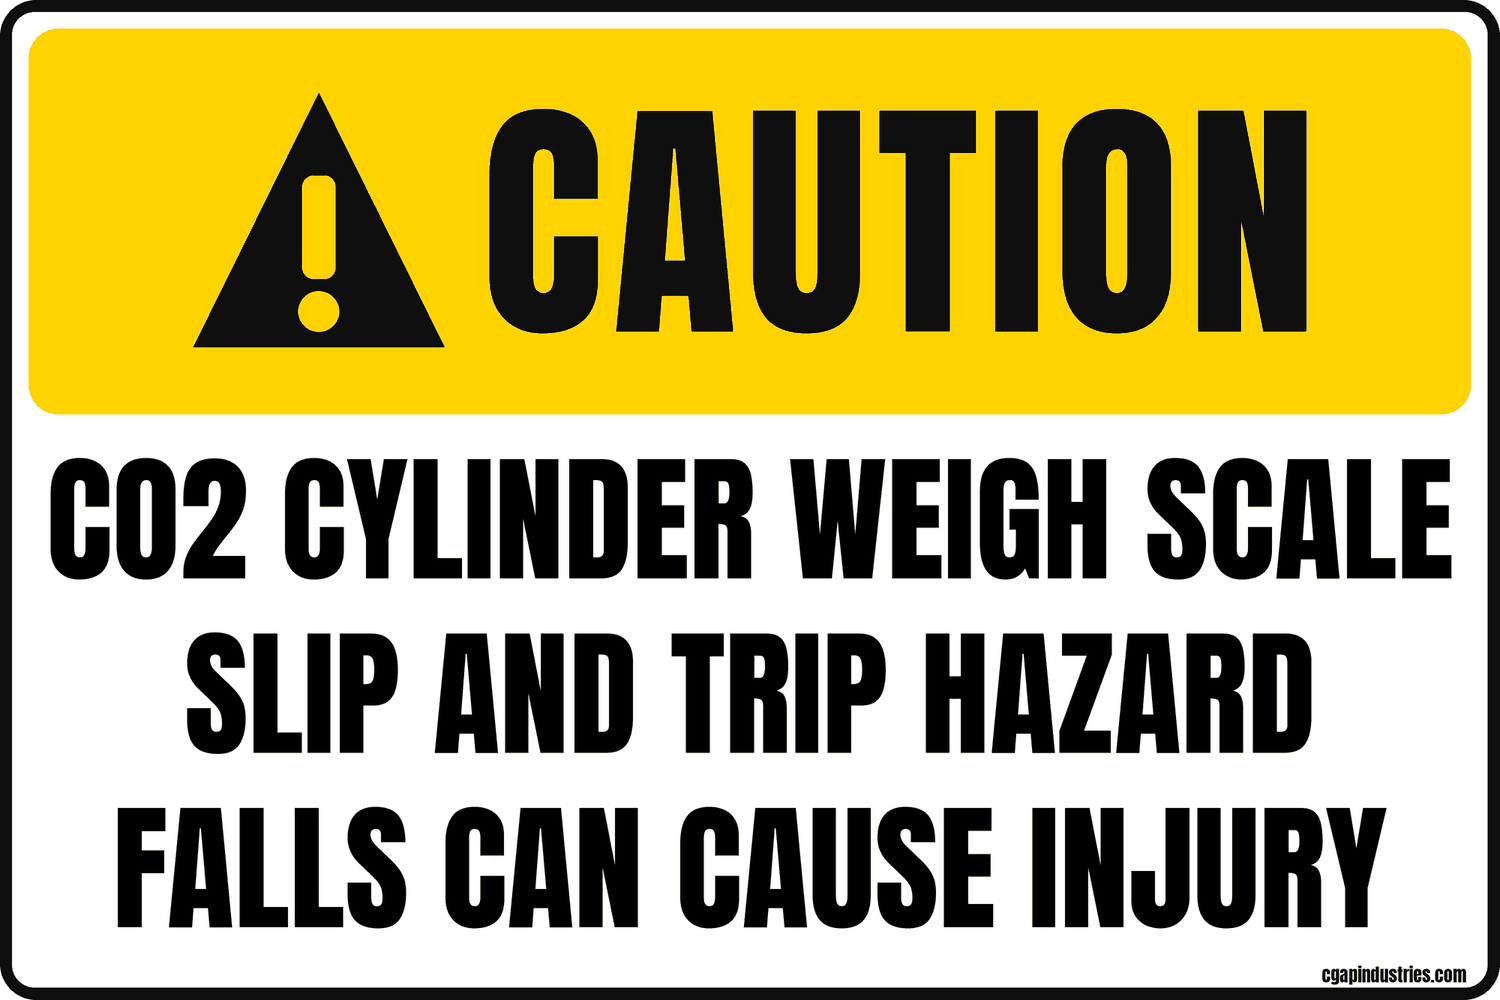 CAUTION
CO2 CYLINDER WEIGH SCALE
SLIP AND TRIP HAZARD
FALLS CAN CAUSE INJURY
cgapindustries.com